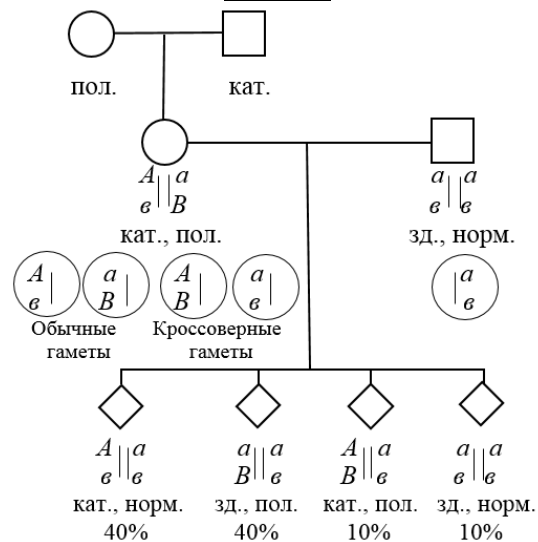 пол. кат.
А а а а
в В в в
кат., пол. зд., норм.
А а А а а
в В В в в
Обычные Кроссоверные
гаметы гаметы
А а а а А а а а
в в В в В в в в
кат., норм. зд., пол. кат., пол. зд., норм.
40% 40% 10% 10%